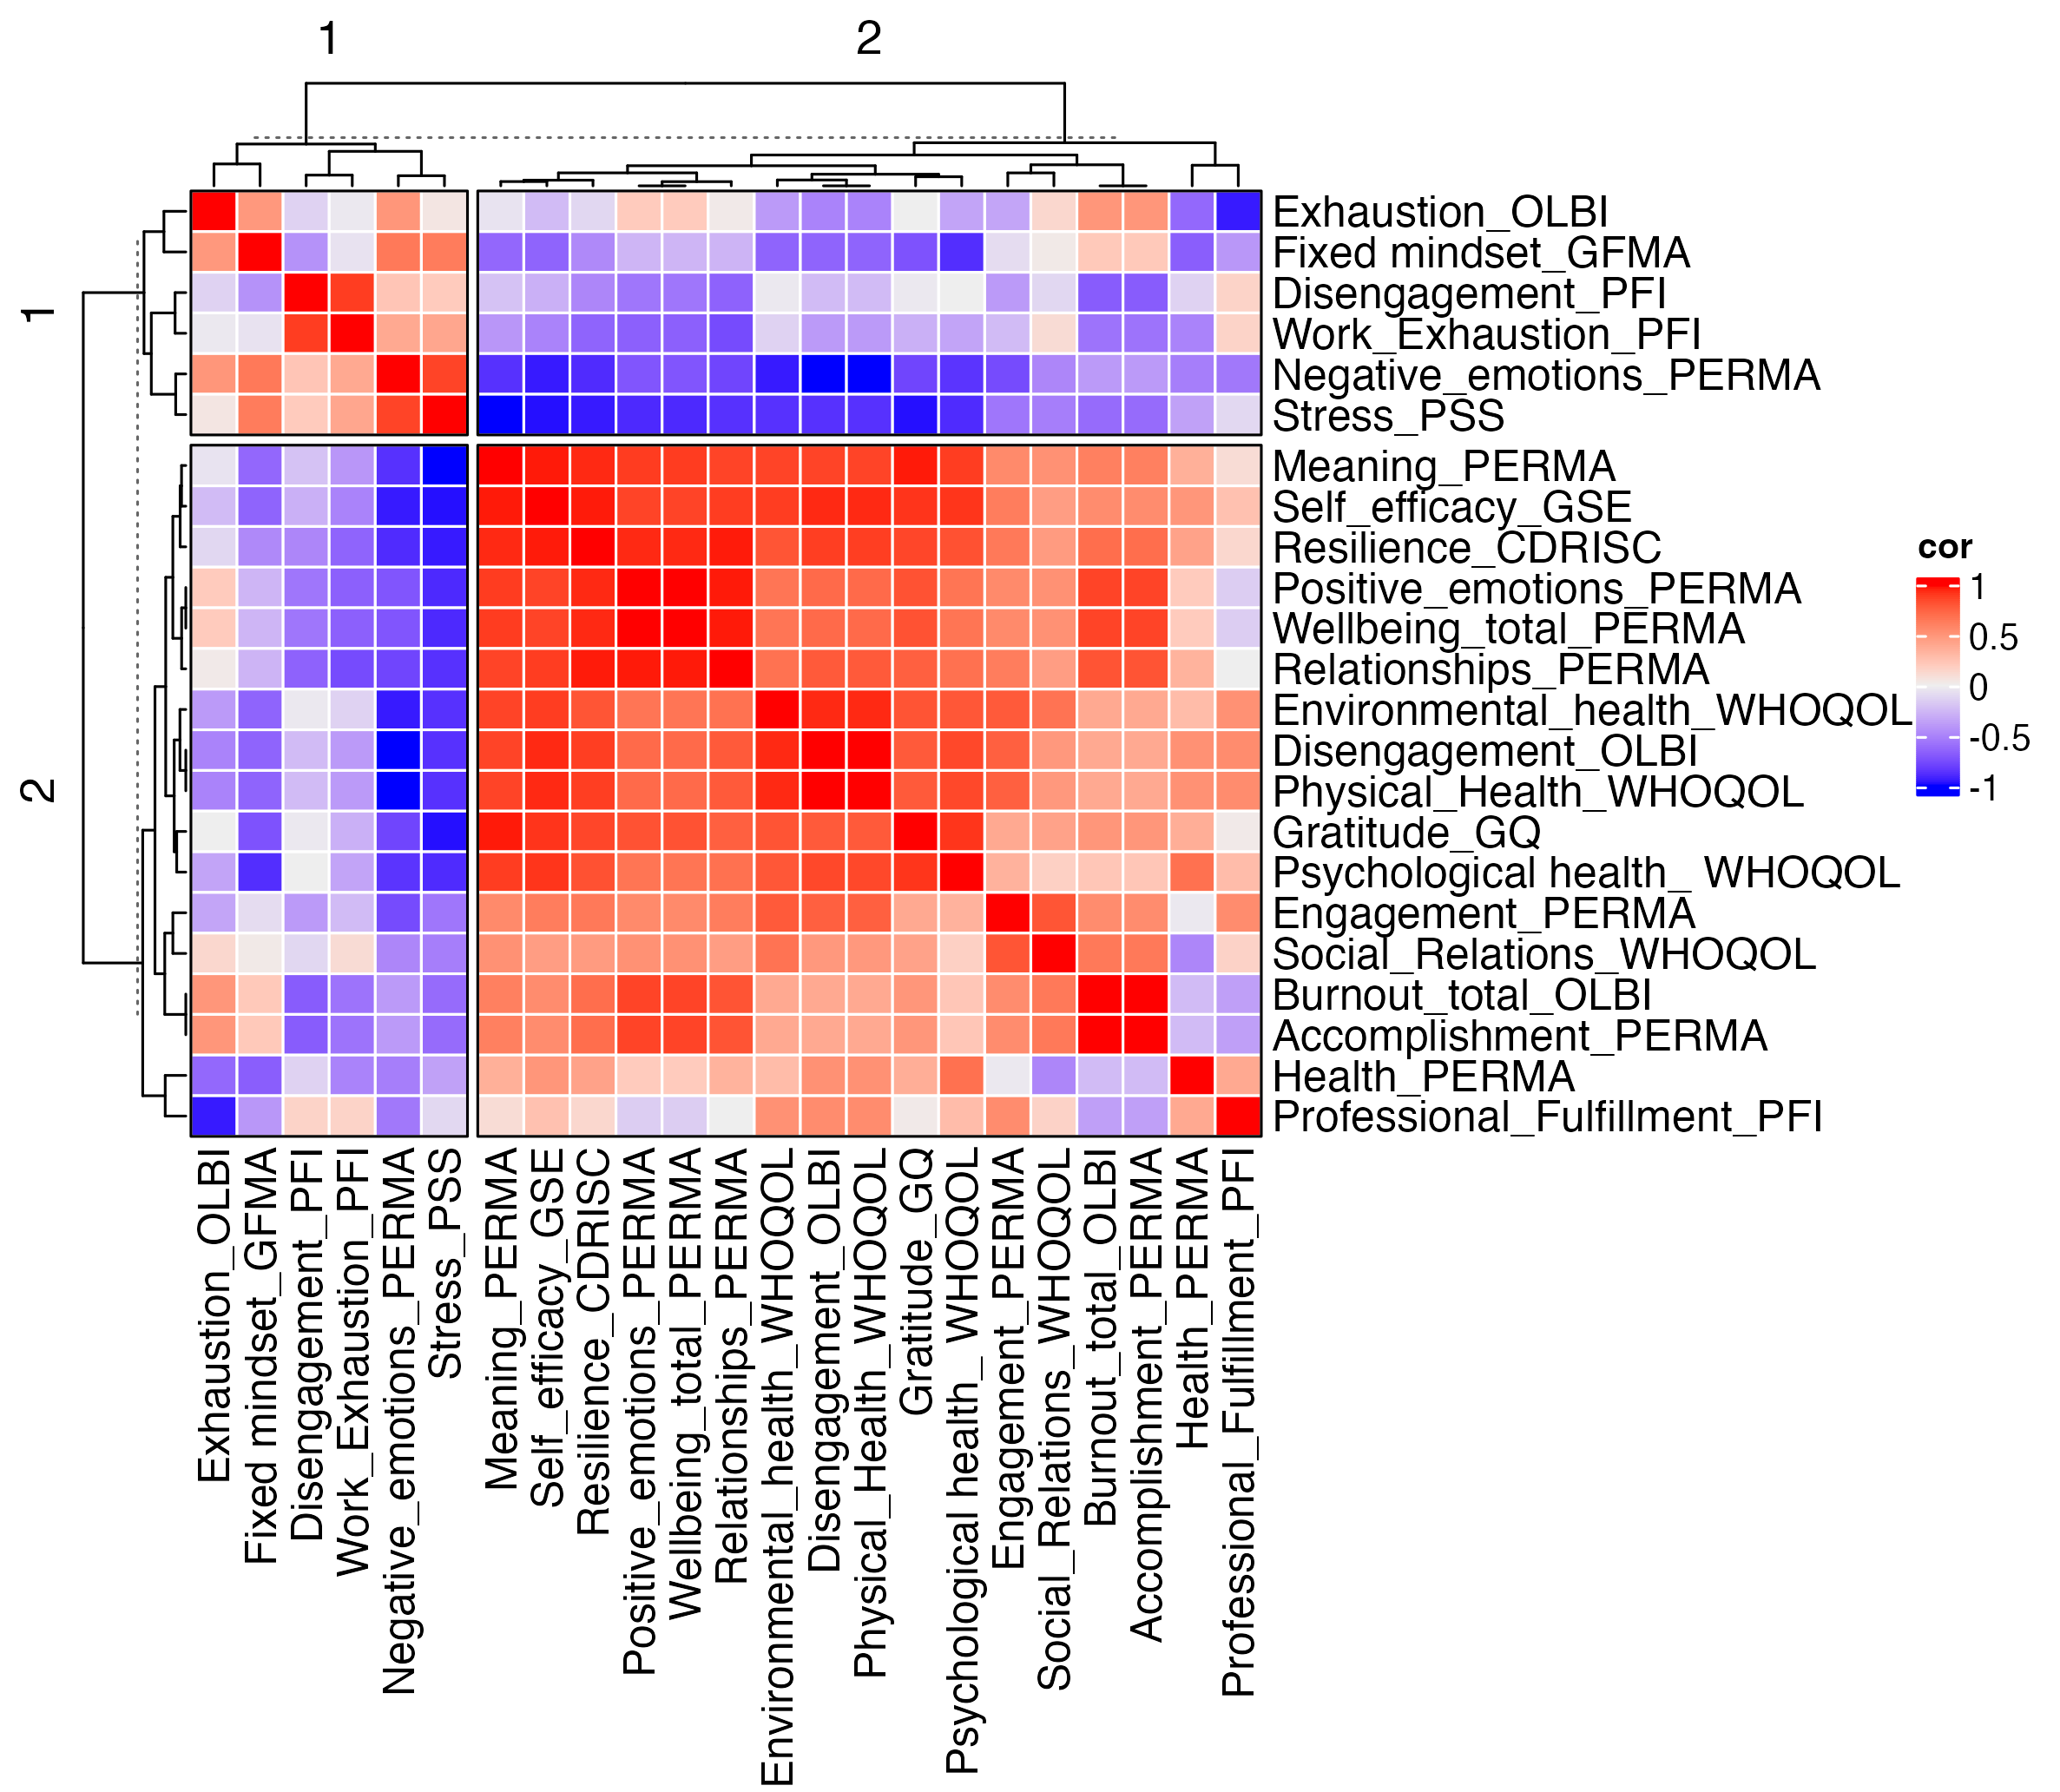 1
2
1
2
Exhaustion_OLBI
Fixed mindset_GFMA
Disengagement_PFI
Work_Exhaustion_PFI
Negative_emotions_PERMA
Stress_PSS
Meaning_PERMA
Self_efficacy_GSE
Resilience_CDRISC
Positive_emotions_PERMA
Wellbeing_total_PERMA
Relationships_PERMA
Environmental_health_WHOQOL
Disengagement_OLBI
Physical_Health_WHOQOL
Gratitude_GQ
Psychological health_ WHOQOL
Engagement_PERMA
Social_Relations_WHOQOL
Burnout_total_OLBI
Accomplishment_PERMA
Health_PERMA
Professional_Fulfillment_PFI
cor
1
0.5
0
-0.5
-1
Exhaustion_OLBI
Fixed mindset_GFMA
Disengagement_PFI
Work_Exhaustion_PFI
Negative_emotions_PERMA
Stress_PSS
Meaning_PERMA
Self_efficacy_GSE
Resilience_CDRISC
Positive_emotions_PERMA
Wellbeing_total_PERMA
Relationships_PERMA
Environmental_health_WHOQOL
Disengagement_OLBI
Physical_Health_WHOQOL
Gratitude_GQ
Psychological health_ WHOQOL
Engagement_PERMA
Social_Relations_WHOQOL
Burnout_total_OLBI
Accomplishment_PERMA
Health_PERMA
Professional_Fulfillment_PFI